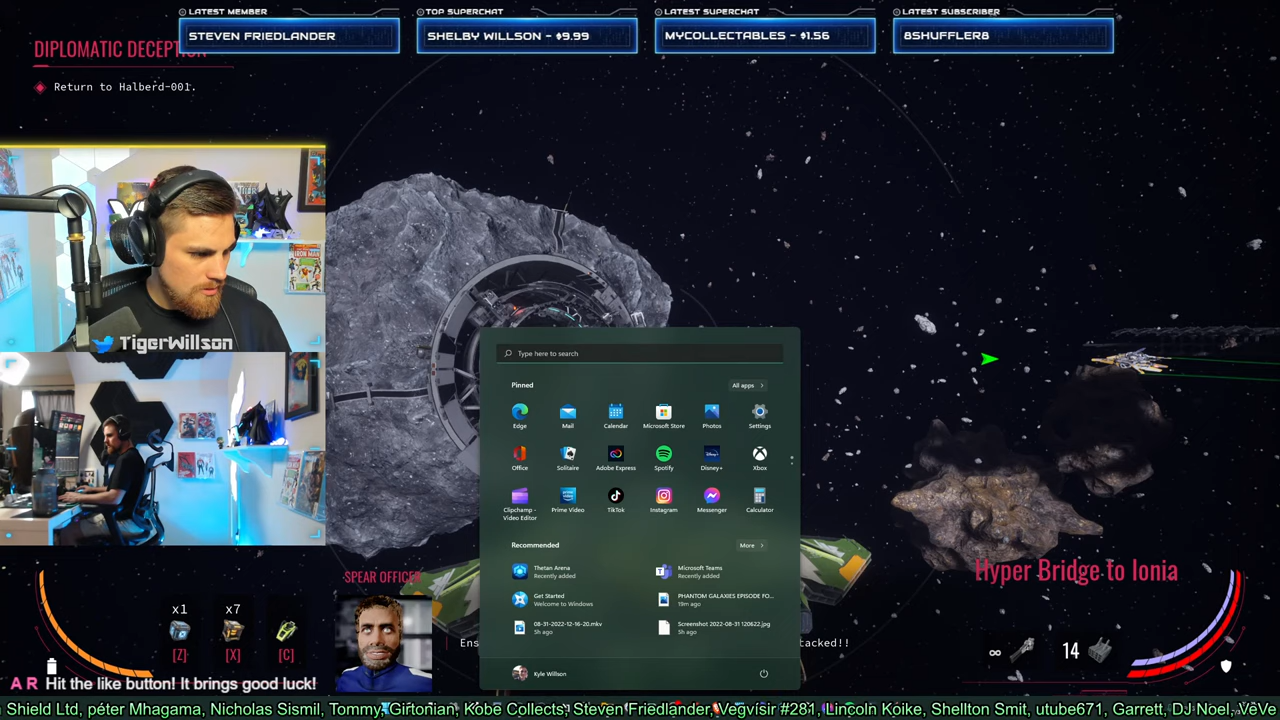 LATEST MEMBER
STEVEN FRIEDLANDER
TOP SUPERCHAT
SHELBY WILLSON - $9.99
LATEST SUPERCHAT
MYCOLLECTABLES - $1.56
LATEST SUBSCRIBER
8SHUFFLER8
DIPLOMATIC DECEPTION
Return to Halberd-001.
IRON MAN
TigerWillson
Type here to search
Pinned
All apps
Edge
Mail
Calendar
Microsoft Store
Photos
Settings
Office
Solitaire
Adobe Express
Spotify
Disney+
Xbox
Clipchamp -
Video Editor
Prime Video
TikTok
Instagram
Messenger
Calculator
Recommended
More
Thetan Arena
Recently added
Microsoft Teams
Recently added
Get Started
Welcome to Windows
PHANTOM GALAXIES EPISODE FO...
19m ago
08-31-2022-12-16-20.mkv
5h ago
Screenshot 2022-08-31 120622.jpg
5h ago
Kyle Willson
SPEAR OFFICER
Ens
tacked!!
x1
x7
[Z]
[X]
[C]
Hyper Bridge to Ionia
∞
14
A R Hit the like button! It brings good luck!
Shield Ltd, péter Mhagama, Nicholas Sismil, Tommy, Girtonian, Kobe Collects, Steven Friedlander, Vegvisir #281, Lincoln Koike, Shellton Smit, utube671, Garrett, DJ Noel, VeVe